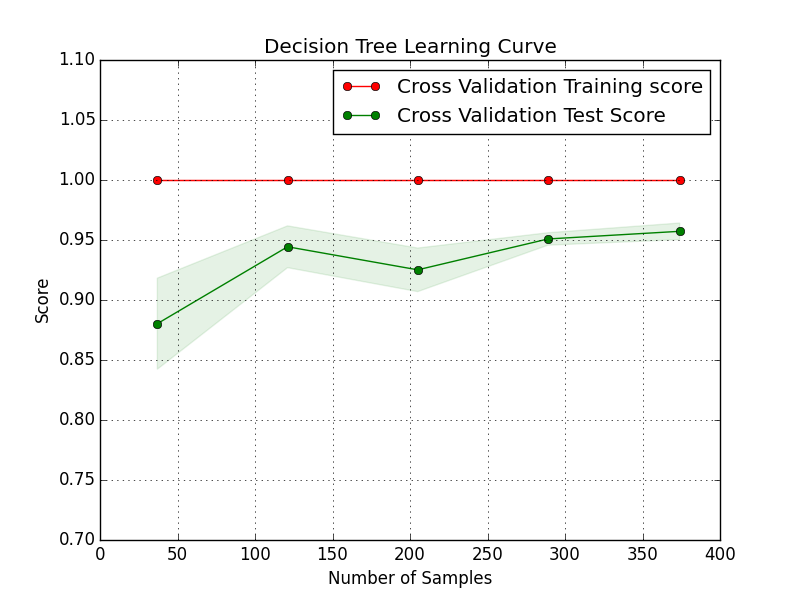 Decision Tree Learning Curve
1.10
1.05
1.00
0.95
0.90
0.85
0.80
0.75
0.70
Score
Cross Validation Training score
Cross Validation Test Score
0 50 100 150 200 250 300 350 400
Number of Samples